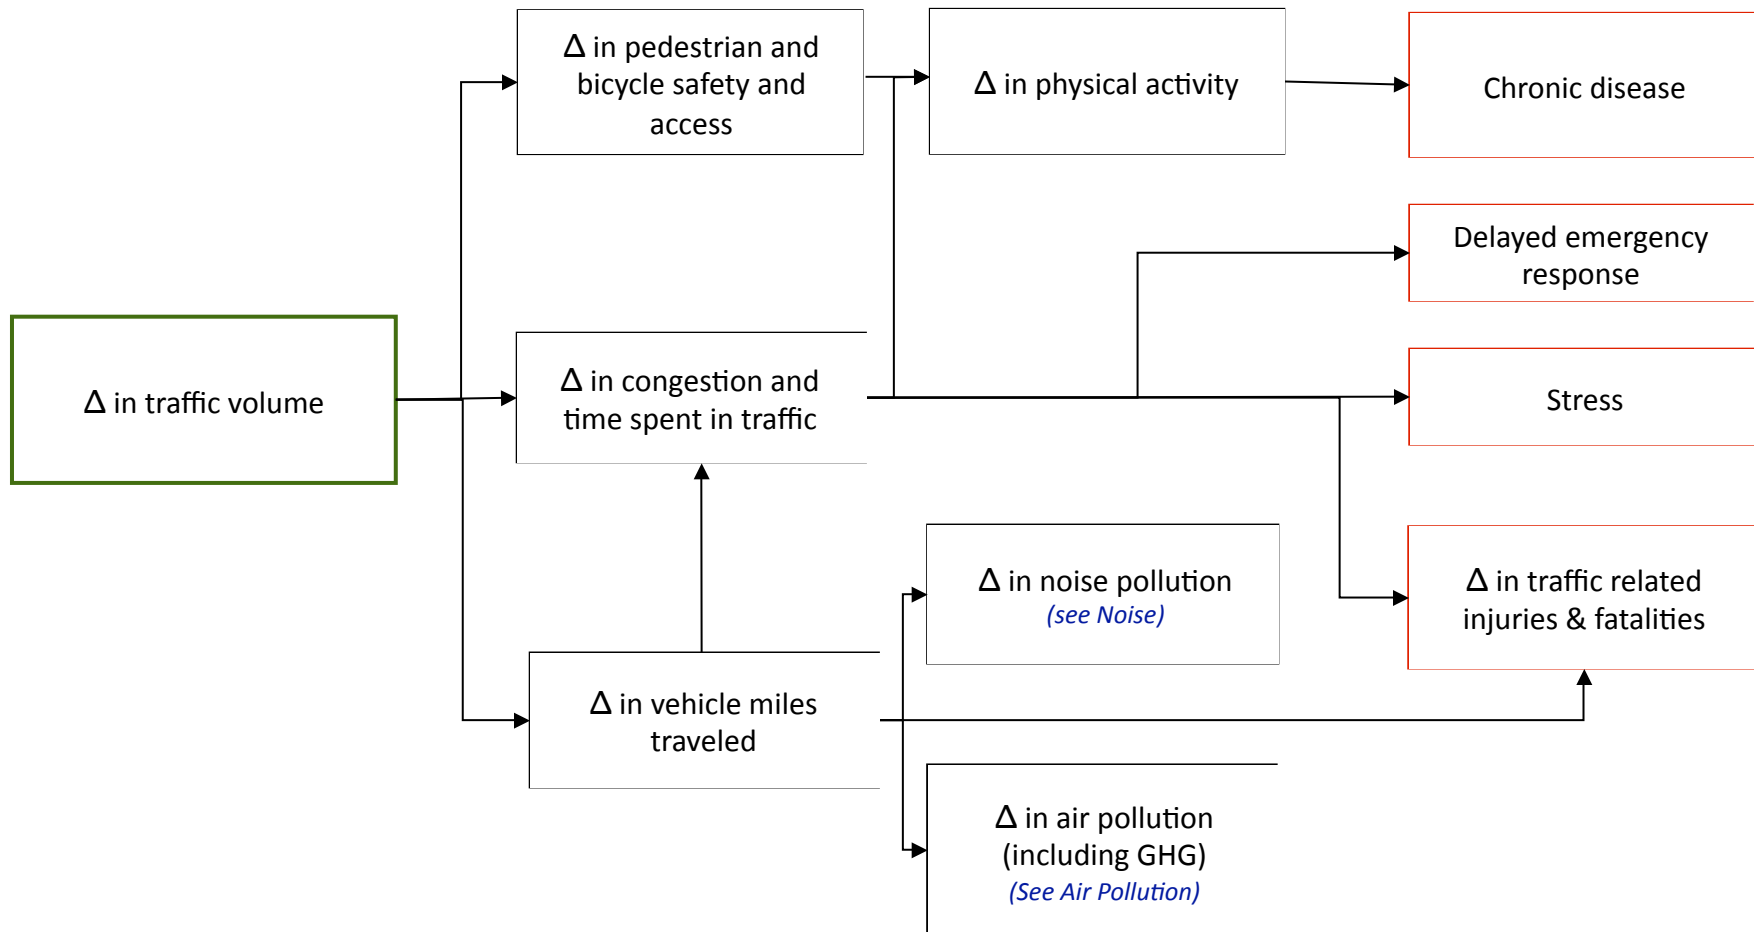 Δ in pedestrian and
bicycle safety and
access
Δ in physical activity
Chronic disease
Delayed emergency
response
Δ in traffic volume
Δ in congestion and
time spent in traffic
Stress
Δ in noise pollution
(see Noise)
Δ in traffic related
injuries & fatalities
Δ in vehicle miles
traveled
Δ in air pollution
(including GHG)
(See Air Pollution)